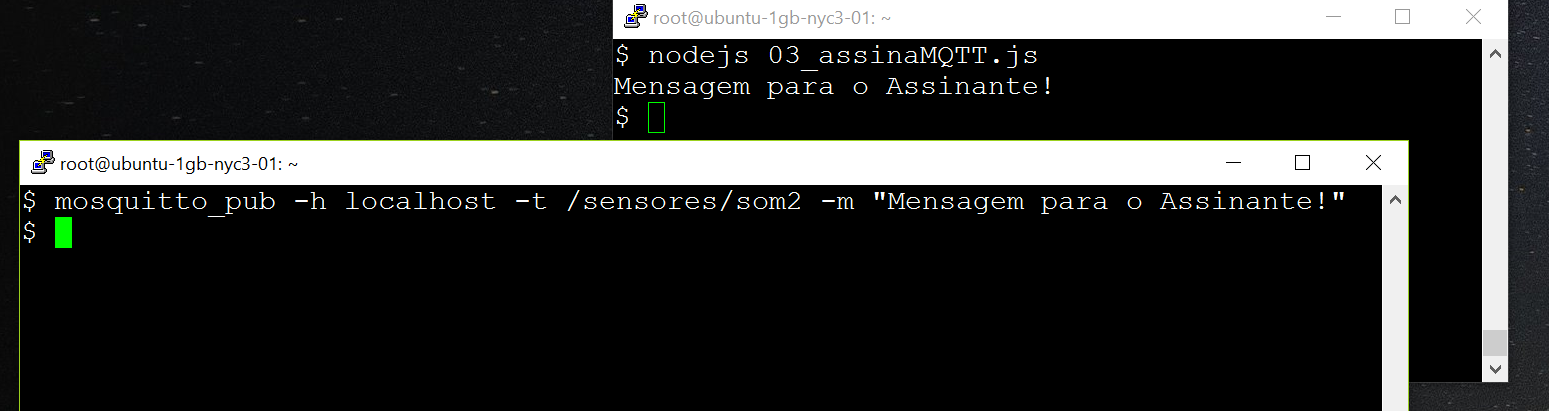 root@ubuntu-1gb-nyc3-01: ~
$ nodejs 03_assinaMQTT.js
Mensagem para o Assinante!
$
root@ubuntu-1gb-nyc3-01: ~
$ mosquitto_pub -h localhost -t /sensores/som2 -m "Mensagem para o Assinante!"
$